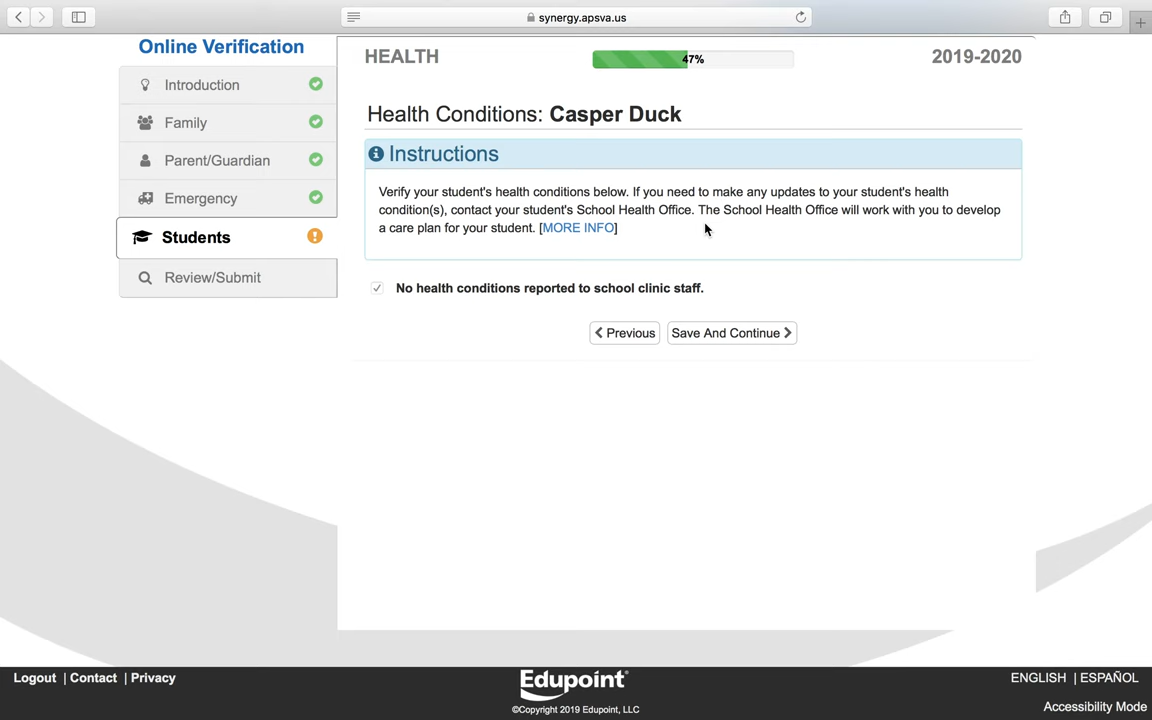 synergy.apsva.us
Online Verification
Introduction
Family
Parent/Guardian
Emergency
Students
Review/Submit
HEALTH
47%
2019-2020
Health Conditions: Casper Duck
Instructions
Verify your student's health conditions below. If you need to make any updates to your student's health
condition(s), contact your student's School Health Office. The School Health Office will work with you to develop
a care plan for your student. [MORE INFO]
No health conditions reported to school clinic staff.
Previous
Save And Continue
Logout | Contact | Privacy
Edupoint®
©Copyright 2019 Edupoint, LLC
ENGLISH | ESPAÑOL
Accessibility Mode